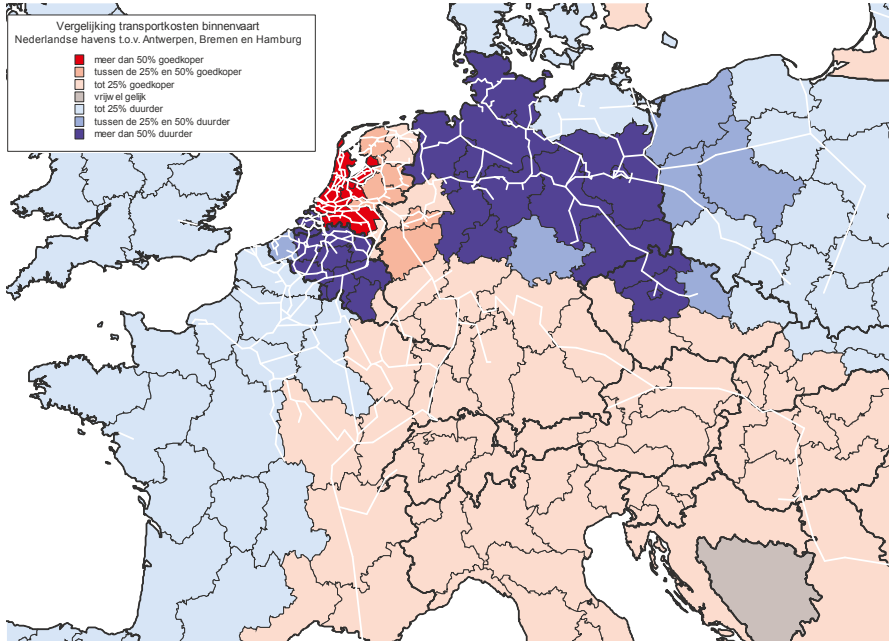 Vergelijking transportkosten binnenvaart
Nederlandse havens t.o.v. Antwerpen, Bremen en Hamburg
meer dan 50% goedkoper
tussen de 25% en 50% goedkoper
tot 25% goedkoper
vrijwel gelijk
tot 25% duurder
tussen de 25% en 50% duurder
meer dan 50% duurder